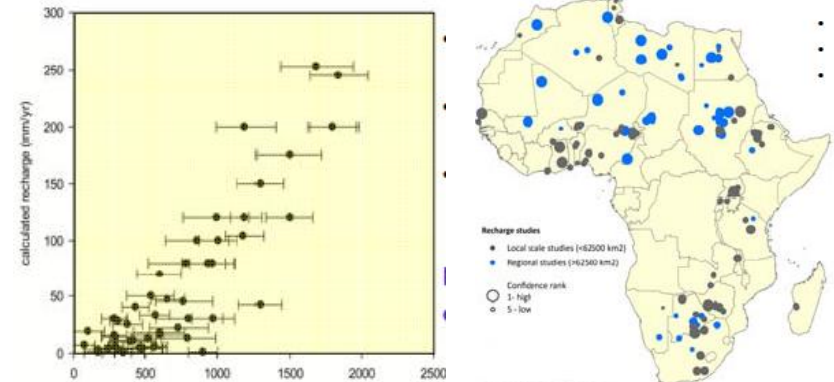 300
250
200
150
100
50
0
calculated recharge (mm/yr)
0 500 1000 1500 2000 2500
Recharge studies
Local scale studies (<62500 km2)
Regional studies (>62500 km2)
Confidence rank
1- high
5 - low